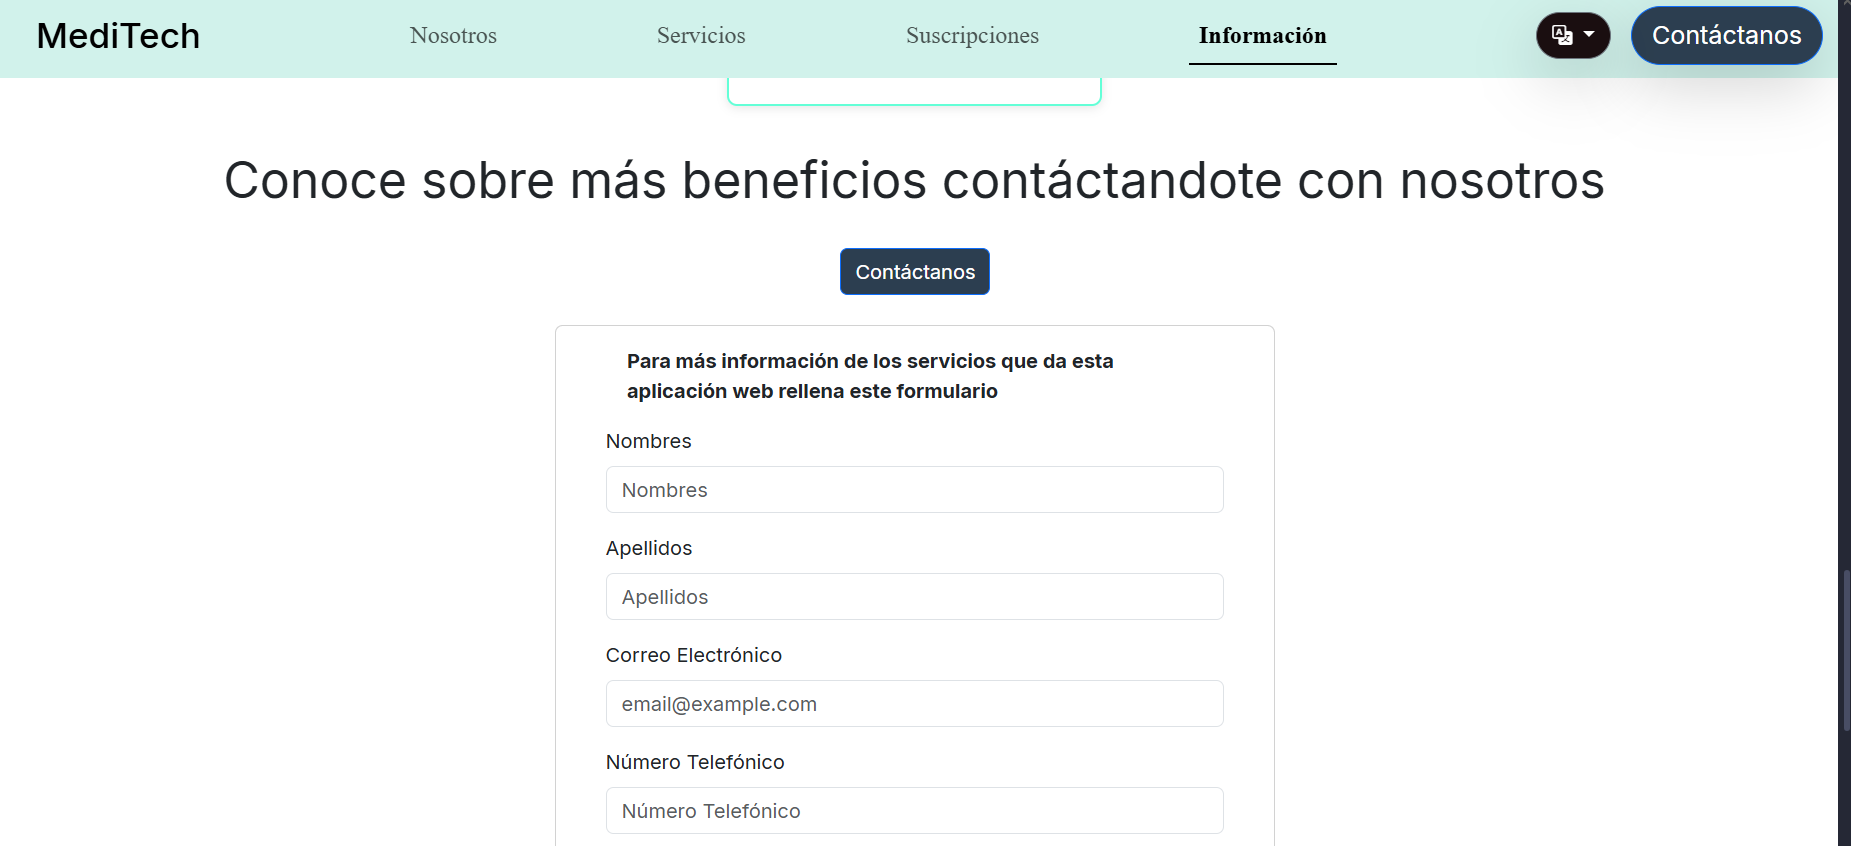 MediTech
Nosotros
Servicios
Suscripciones
Información
Contáctanos
Conoce sobre más beneficios contáctandote con nosotros
Contáctanos
Para más información de los servicios que da esta
aplicación web rellena este formulario
Nombres
Nombres
Apellidos
Apellidos
Correo Electrónico
email@example.com
Número Telefónico
Número Telefónico